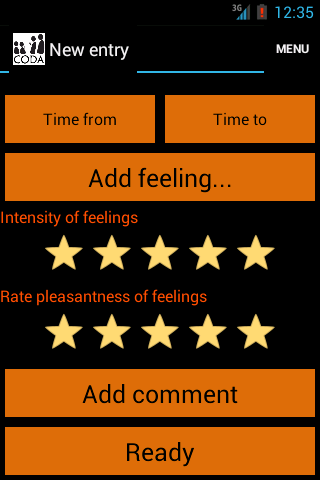 3G 12:35
CODA New entry MENU
Time from Time to
Add feeling...
Intensity of feelings
Rate pleasantness of feelings
Add comment
Ready